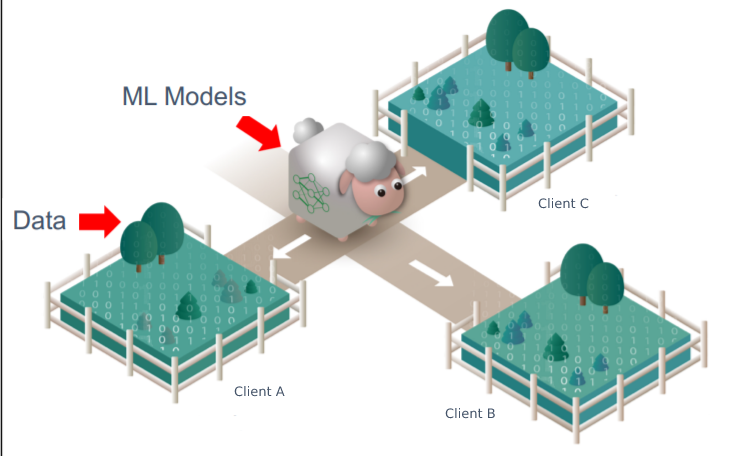 ML Models
Client C
Data
Client A
Client B